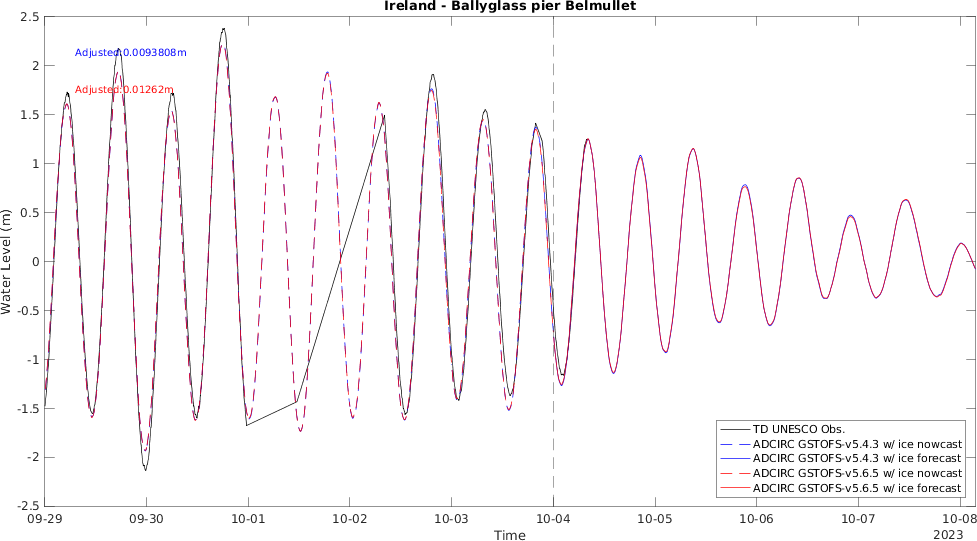 Ireland - Ballyglass pier Belmullet
2.5
2
1.5
1
0.5
0
-0.5
-1
-1.5
-2
-2.5
Water Level (m)
Adjusted:0.0093808m
Adjusted:0.01262m
TD UNESCO Obs.
ADCIRC GSTOFS-v5.4.3 w/ ice nowcast
ADCIRC GSTOFS-v5.4.3 w/ ice forecast
ADCIRC GSTOFS-v5.6.5 w/ ice nowcast
ADCIRC GSTOFS-v5.6.5 w/ ice forecast
09-29 09-30 10-01 10-02 10-03 10-04 10-05 10-06 10-07 10-08
Time
2023